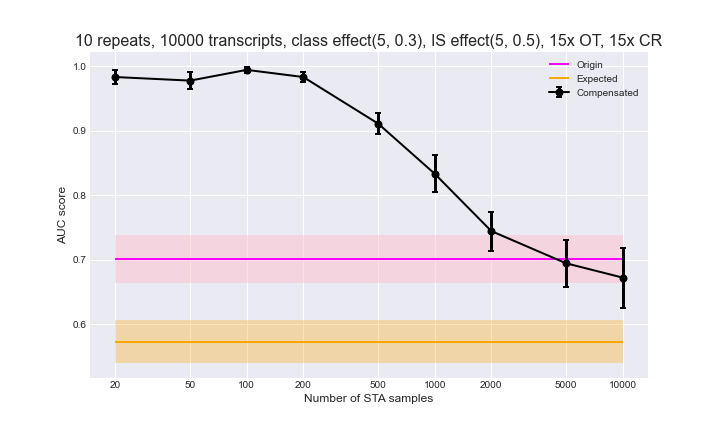 10 repeats, 10000 transcripts, class effect(5, 0.3), IS effect(5, 0.5), 15x OT, 15x CR
Origin
Expected
Compensated
AUC score
1.0
0.9
0.8
0.7
0.6
20 50 100 200 500 1000 2000 5000 10000
Number of STA samples